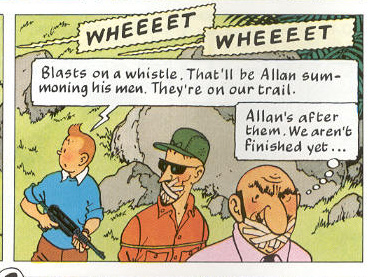 WHEEEET
WHEEEET
Blasts on a whistle. That'll be Allan sum-
moning his men. They're on our trail.
Allan's after
them. We aren't
finished yet...